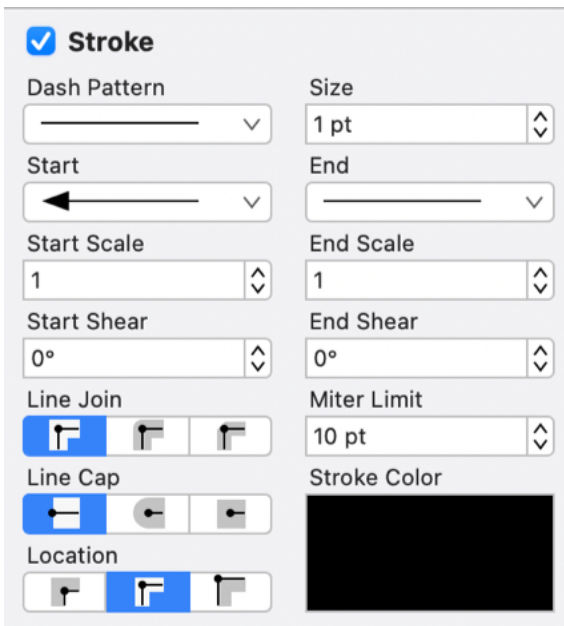 Stroke
Dash Pattern
Size
1 pt
Start
End
Start Scale
End Scale
1
1
Start Shear
End Shear
0°
0°
Line Join
Miter Limit
10 pt
Line Cap
Stroke Color
Location